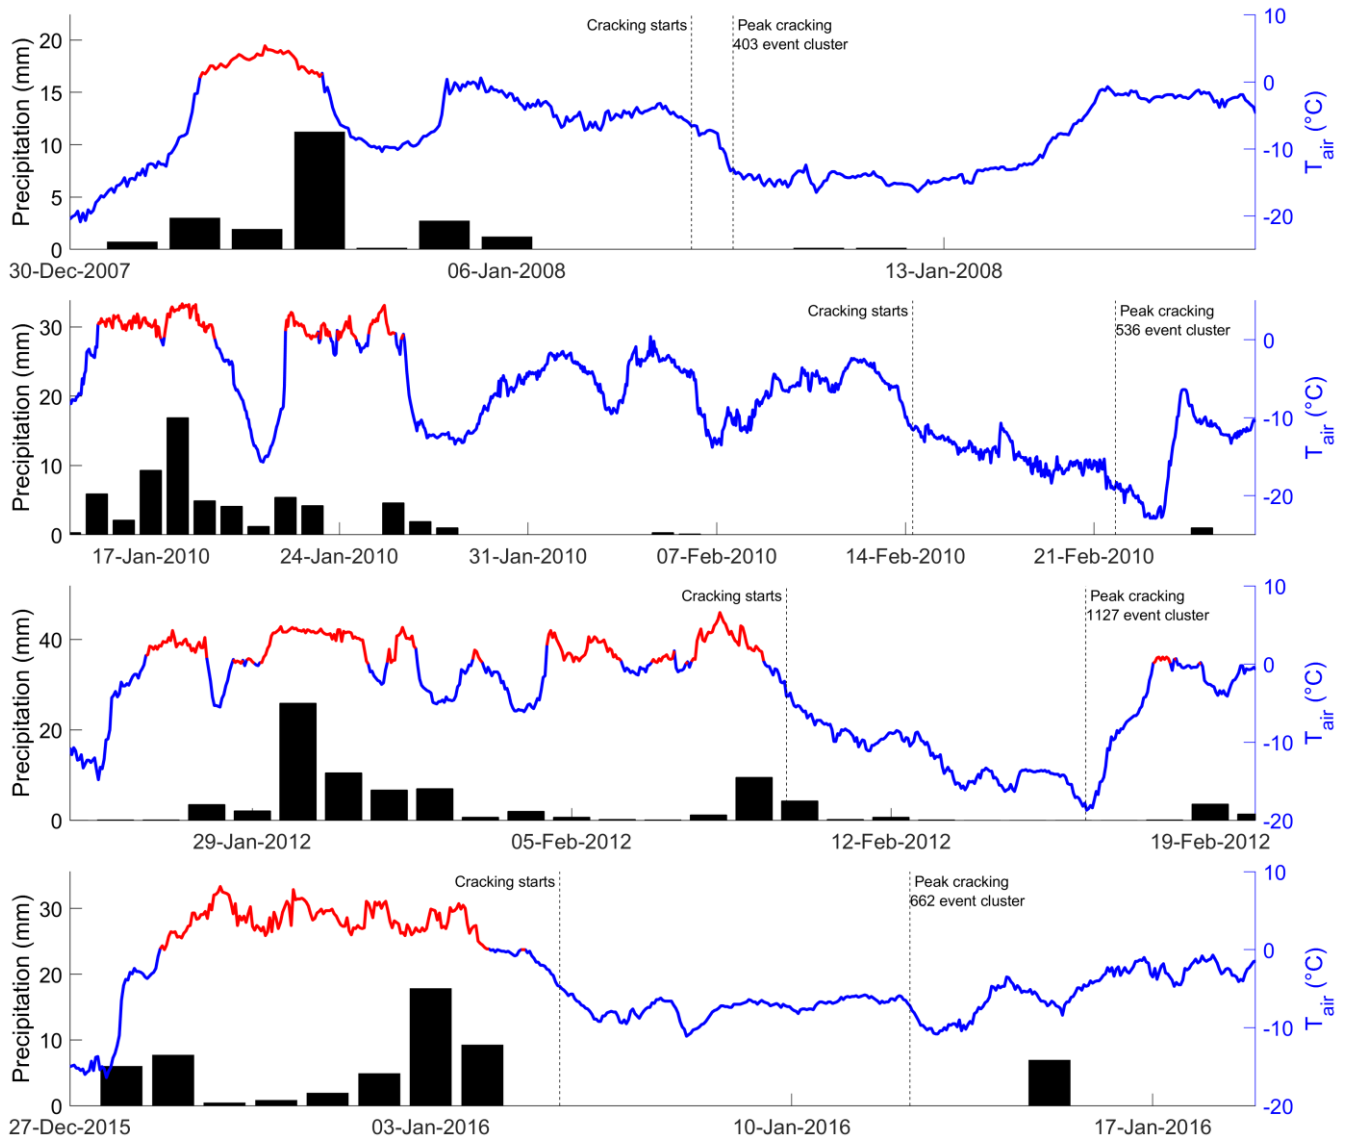 Precipitation (mm)
20
15
10
5
0
Cracking starts
Peak cracking
403 event cluster
10
0
-10
-20
T air (°C)
30-Dec-2007
06-Jan-2008
13-Jan-2008
Precipitation (mm)
30
20
10
0
Cracking starts
Peak cracking
536 event cluster
0
-10
-20
T air (°C)
17-Jan-2010
24-Jan-2010
31-Jan-2010
07-Feb-2010
14-Feb-2010
21-Feb-2010
Precipitation (mm)
40
20
0
Cracking starts
Peak cracking
1127 event cluster
10
0
-10
-20
T air (°C)
29-Jan-2012
05-Feb-2012
12-Feb-2012
19-Feb-2012
Precipitation (mm)
30
20
10
0
Cracking starts
Peak cracking
662 event cluster
10
0
-10
-20
T air (°C)
27-Dec-2015
03-Jan-2016
10-Jan-2016
17-Jan-2016